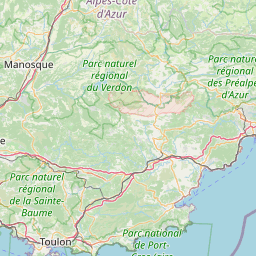 Alpes-Côte
d'Azur
Manosque
Parc naturel
régional
du Verdon
Parc naturel
régional
des Préalpes
d'Azur
Parc naturel
régional
de la Sainte-
Baume
Toulon
Parc national
de Port-